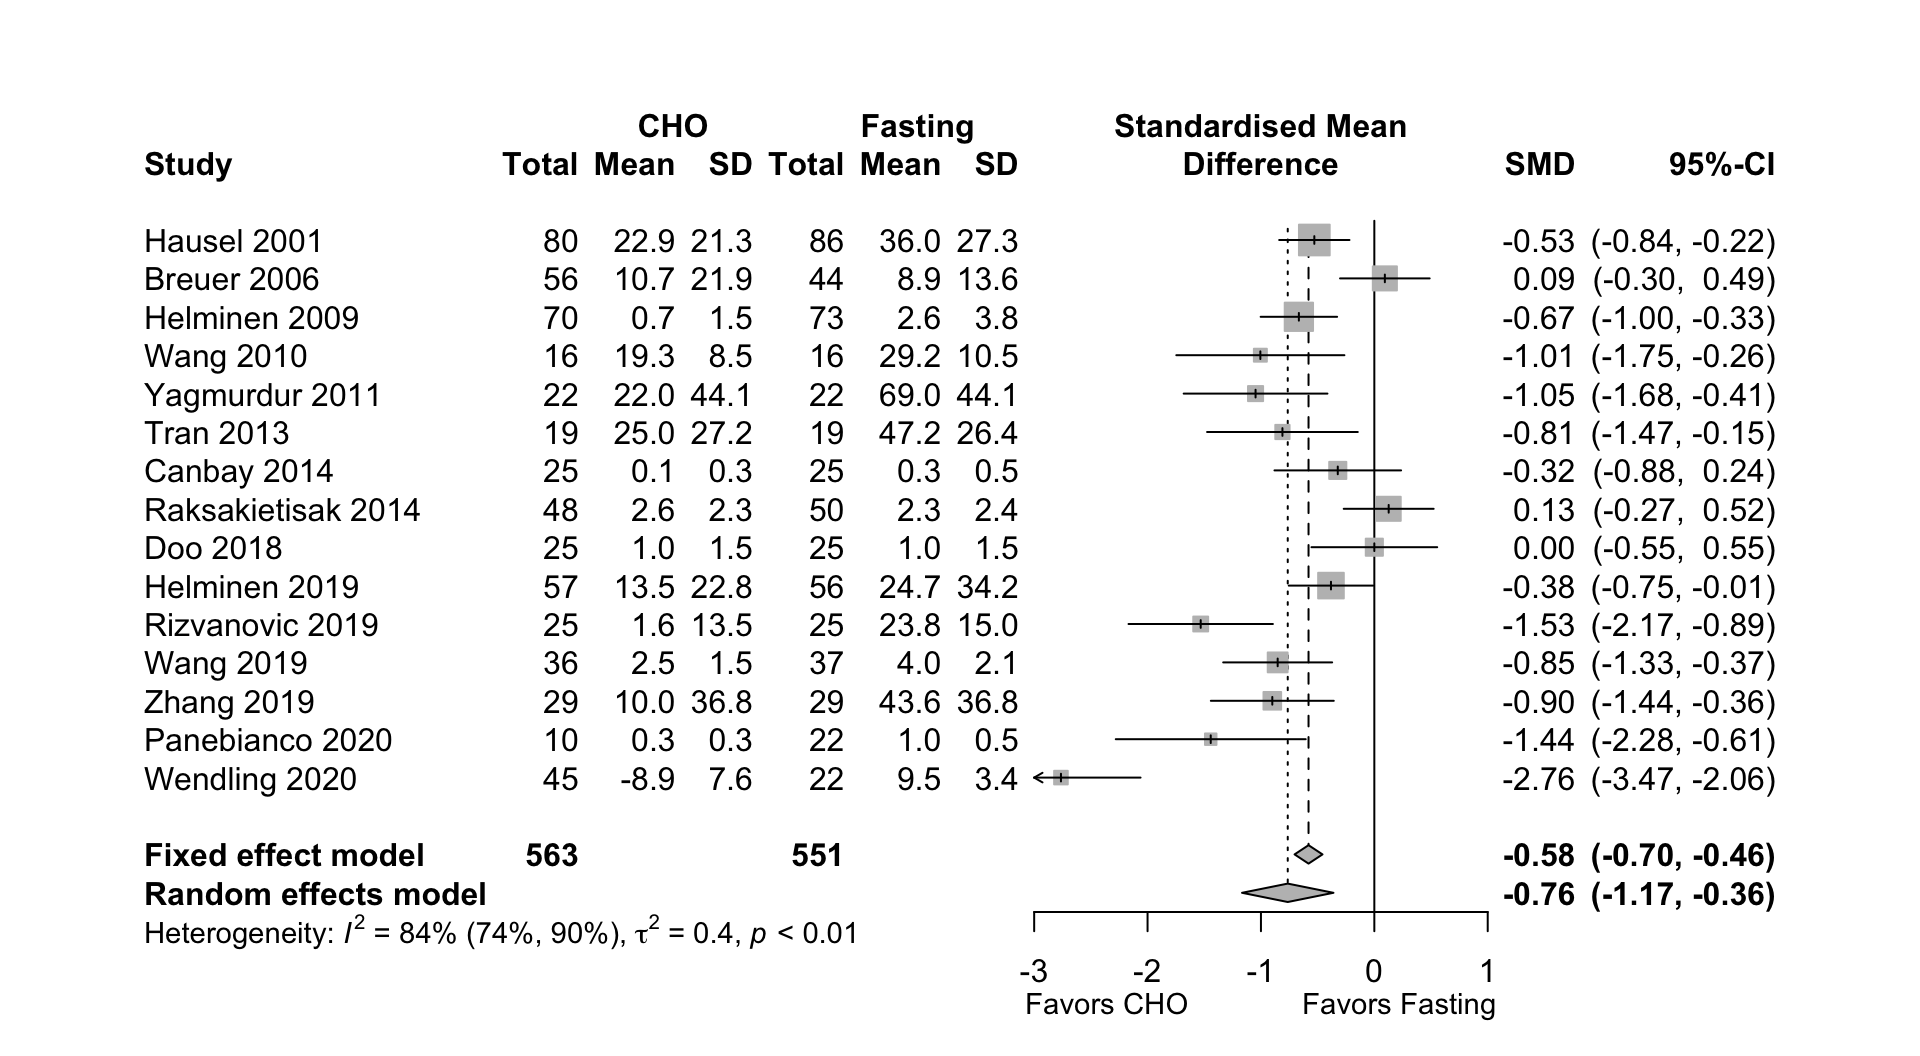 CHO Fasting Standardised Mean
Study Total Mean SD Total Mean SD Difference SMD 95%-CI
Hausel 2001 80 22.9 21.3 86 36.0 27.3 -0.53 (-0.84, -0.22)
Breuer 2006 56 10.7 21.9 44 8.9 13.6 0.09 (-0.30, 0.49)
Helminen 2009 70 0.7 1.5 73 2.6 3.8 -0.67 (-1.00, -0.33)
Wang 2010 16 19.3 8.5 16 29.2 10.5 -1.01 (-1.75, -0.26)
Yagmurdur 2011 22 22.0 44.1 22 69.0 44.1 -1.05 (-1.68, -0.41)
Tran 2013 19 25.0 27.2 19 47.2 26.4 -0.81 (-1.47, -0.15)
Canbay 2014 25 0.1 0.3 25 0.3 0.5 -0.32 (-0.88, 0.24)
Raksakietisak 2014 48 2.6 2.3 50 2.3 2.4 0.13 (-0.27, 0.52)
Doo 2018 25 1.0 1.5 25 1.0 1.5 0.00 (-0.55, 0.55)
Helminen 2019 57 13.5 22.8 56 24.7 34.2 -0.38 (-0.75, -0.01)
Rizvanovic 2019 25 1.6 13.5 25 23.8 15.0 -1.53 (-2.17, -0.89)
Wang 2019 36 2.5 1.5 37 4.0 2.1 -0.85 (-1.33, -0.37)
Zhang 2019 29 10.0 36.8 29 43.6 36.8 -0.90 (-1.44, -0.36)
Panebianco 2020 10 0.3 0.3 22 1.0 0.5 -1.44 (-2.28, -0.61)
Wendling 2020 45 -8.9 7.6 22 9.5 3.4 -2.76 (-3.47, -2.06)
Fixed effect model 563 551 -0.58 (-0.70, -0.46)
Random effects model -0.76 (-1.17, -0.36)
Heterogeneity: I² = 84% (74%, 90%), τ² = 0.4, p < 0.01
-3 -2 -1 0 1
Favors CHO Favors Fasting